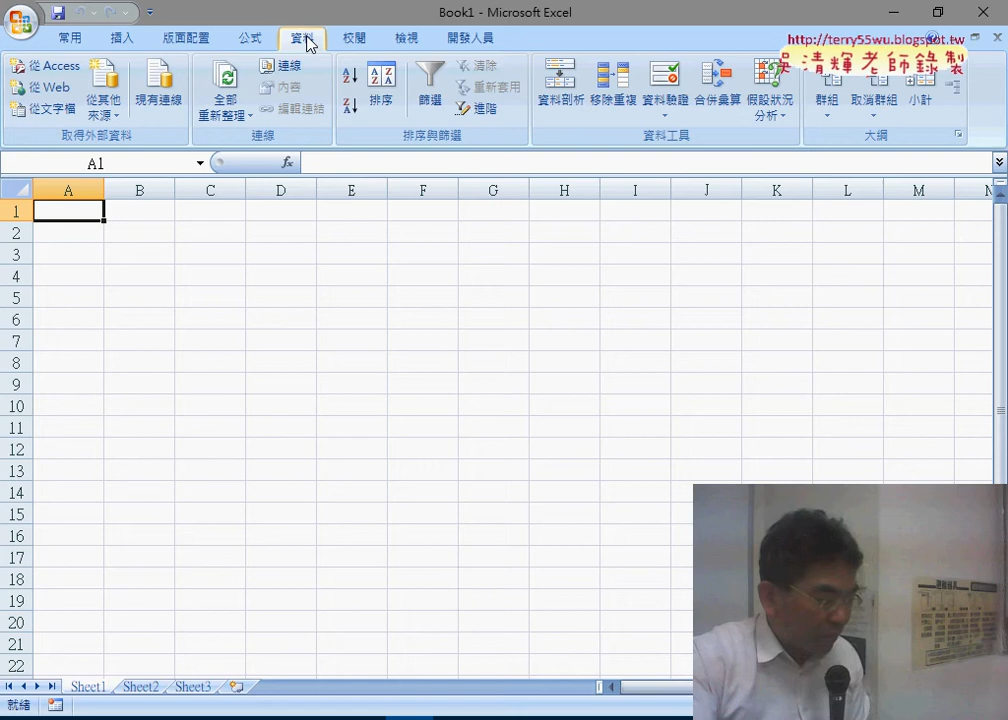 Book1 - Microsoft Excel
常用 插入 版面配置 公式 資料 校閱 檢視 開發人員
http://terry55wu.blogspot.tw
吳清輝老師錄製
從 Access
從 Web
從文字檔
從其他來源
現有連線
取得外部資料
全部重新整理
連線
內容
編輯連結
連線
排序
篩選
清除
重新套用
進階
排序與篩選
資料剖析
移除重複
資料驗證
合併彙算
假設狀況分析
資料工具
群組
取消群組
小計
大綱
A1
fx
A B C D E F G H I J K L M N
1
2
3
4
5
6
7
8
9
10
11
12
13
14
15
16
17
18
19
20
21
22
Sheet1 Sheet2 Sheet3
就緒